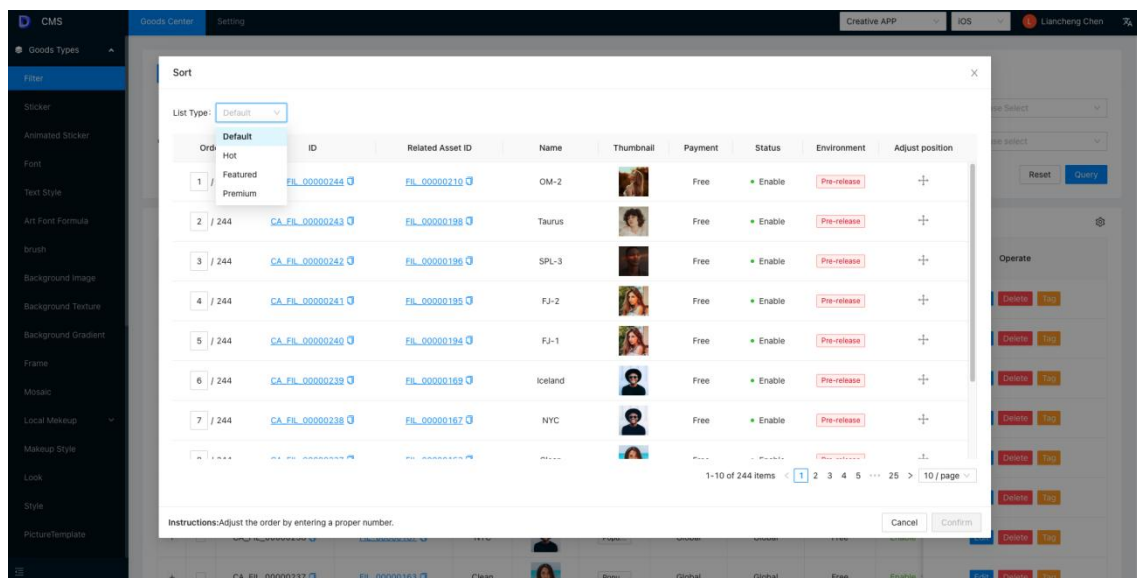 CMS
Goods Center Setting Creative APP iOS Liancheng Chen
Goods Types
Filter
Sticker
Animated Sticker
Font
Text Style
Art Font Formula
brush
Background Image
Background Texture
Background Gradient
Frame
Mosaic
Local Mekeup
Makeup Style
Look
Style
PictureTemplate
Sort
List Type: Default
Default
Hot
Featured
Premium
ID Related Asset ID Name Thumbnail Payment Status Environment Adjust position
1 / FIL_00000244 FIL_00000210 OM-2 Free Enable Pre-release
2 / 244 CA_FIL_00000243 FIL_00000198 Taurus Free Enable Pre-release
3 / 244 CA_FIL_00000242 FIL_00000196 SPL-3 Free Enable Pre-release
4 / 244 CA_FIL_00000241 FIL_00000195 FJ-2 Free Enable Pre-release
5 / 244 CA_FIL_00000240 FIL_00000194 FJ-1 Free Enable Pre-release
6 / 244 CA_FIL_00000239 FIL_00000169 Iceland Free Enable Pre-release
7 / 244 CA_FIL_00000238 FIL_00000167 NYC Free Enable Pre-release
1-10 of 244 items < 1 2 3 4 5 ••• 25 > 10 / page
Instructions:Adjust the order by entering a proper number.
Cancel Confirm
Select
select
Reset Query
Operate
Delete Tag
Delete Tag
Delete Tag
Delete Tag
Delete Tag
Delete Tag
Edit Delete Tag
CA_FIL_00000237 FIL_00000163 Clean Global Global Free Enable Edit Delete Tag